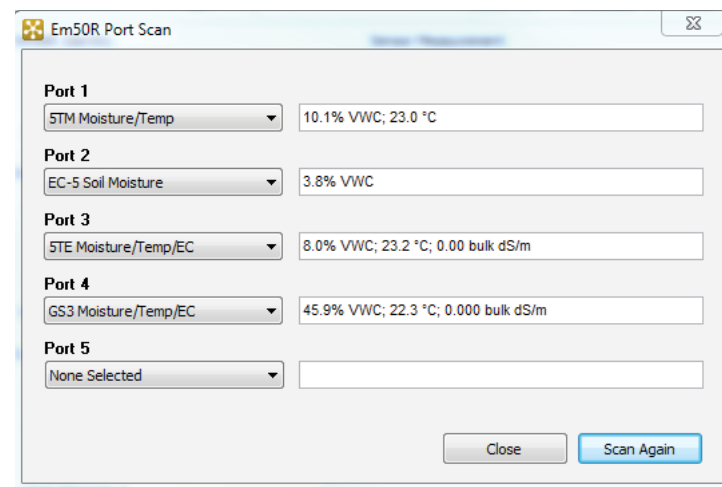 Em50R Port Scan
Port 1
5TM Moisture/Temp 10.1% VWC; 23.0 °C
Port 2
EC-5 Soil Moisture 3.8% VWC
Port 3
5TE Moisture/Temp/EC 8.0% VWC; 23.2 °C; 0.00 bulk dS/m
Port 4
GS3 Moisture/Temp/EC 45.9% VWC; 22.3 °C; 0.000 bulk dS/m
Port 5
None Selected
Close Scan Again